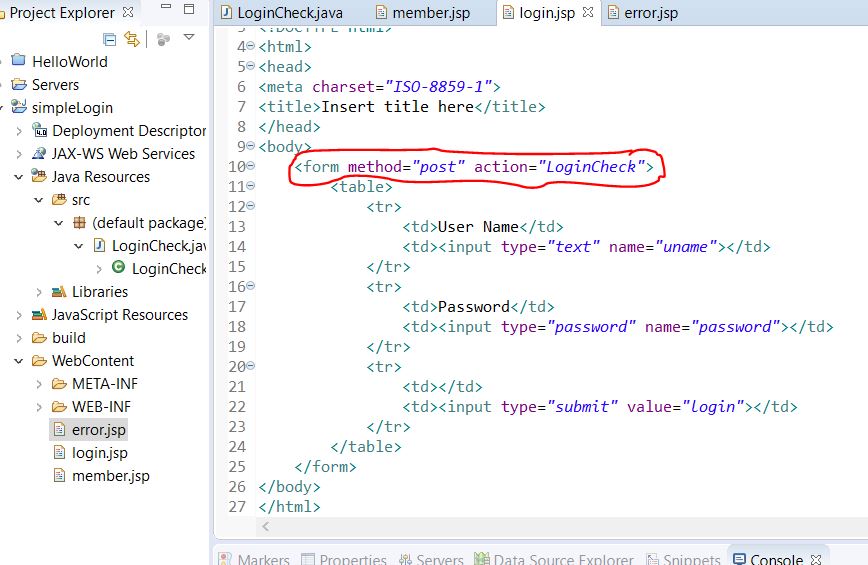 Project Explorer
HelloWorld
Servers
simpleLogin
Deployment Descriptor
JAX-WS Web Services
Java Resources
src
(default package)
LoginCheck.jav
LoginCheck
Libraries
JavaScript Resources
build
WebContent
META-INF
WEB-INF
error.jsp
login.jsp
member.jsp
LoginCheck.java member.jsp login.jsp error.jsp
3 <!DOCTYPE html>
4 <html>
5 <head>
6 <meta charset="ISO-8859-1">
7 <title>Insert title here</title>
8 </head>
9 <body>
10 <form method="post" action="LoginCheck">
11 <table>
12 <tr>
13 <td>User Name</td>
14 <td><input type="text" name="uname"></td>
15 </tr>
16 <tr>
17 <td>Password</td>
18 <td><input type="password" name="password"></td>
19 </tr>
20 <tr>
21 <td></td>
22 <td><input type="submit" value="login"></td>
23 </tr>
24 </table>
25 </form>
26 </body>
27 </html>
Markers Properties Servers Data Source Explorer Snippets Console